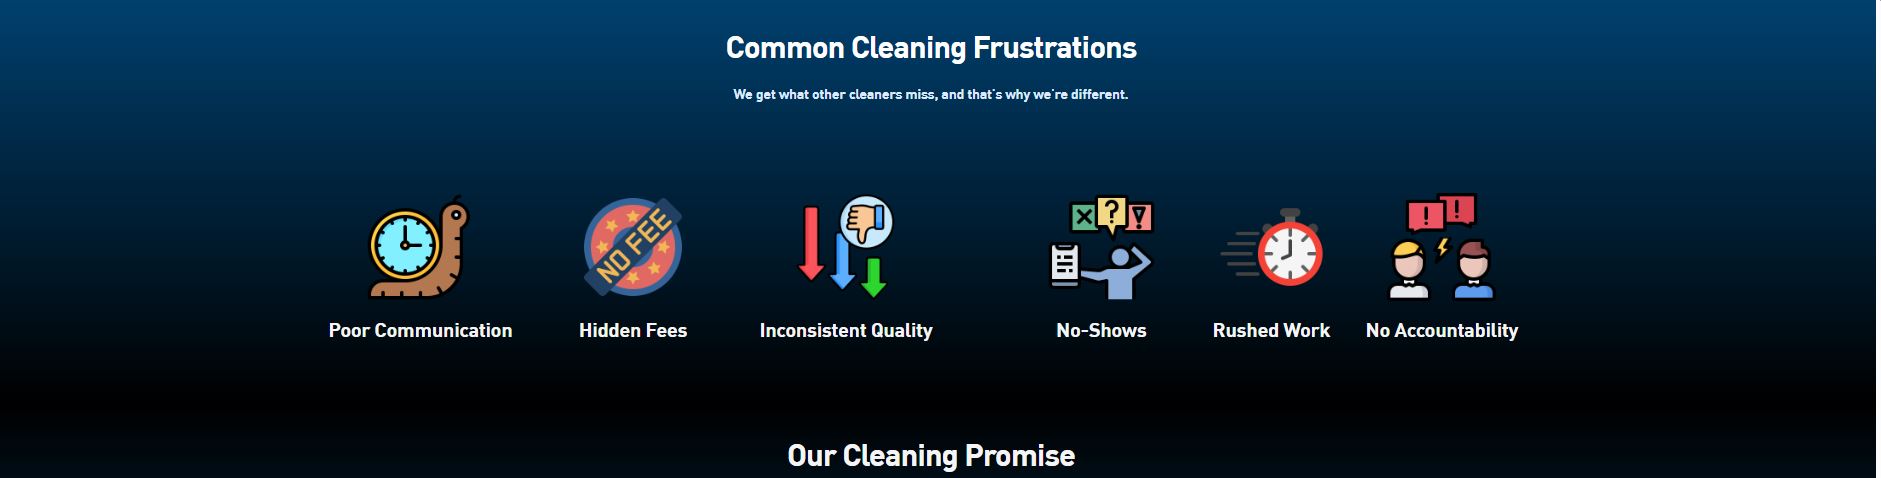 Common Cleaning Frustrations
We get what other cleaners miss, and that's why we're different.
NO FEE
Poor Communication
Hidden Fees
Inconsistent Quality
No-Shows
Rushed Work
No Accountability
Our Cleaning Promise